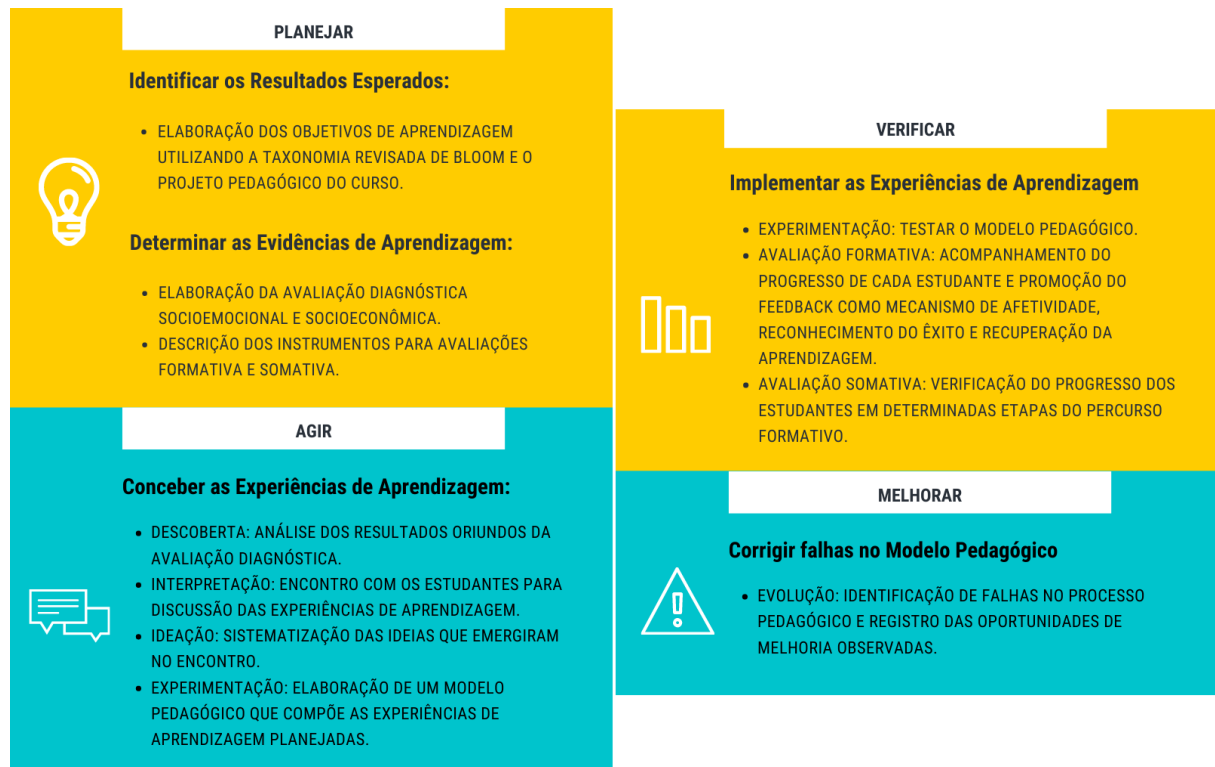 PLANEJAR
Identificar os Resultados Esperados:
• ELABORAÇÃO DOS OBJETIVOS DE APRENDIZAGEM
UTILIZANDO A TAXONOMIA REVISADA DE BLOOM E O
PROJETO PEDAGÓGICO DO CURSO.
Determinar as Evidências de Aprendizagem:
• ELABORAÇÃO DA AVALIAÇÃO DIAGNÓSTICA
SOCIOEMOCIONAL E SOCIOECONÔMICA.
• DESCRIÇÃO DOS INSTRUMENTOS PARA AVALIAÇÕES
FORMATIVA E SOMATIVA.
AGIR
Conceber as Experiências de Aprendizagem:
• DESCOBERTA: ANÁLISE DOS RESULTADOS ORIUNDOS DA
AVALIAÇÃO DIAGNÓSTICA.
• INTERPRETAÇÃO: ENCONTRO COM OS ESTUDANTES PARA
DISCUSSÃO DAS EXPERIÊNCIAS DE APRENDIZAGEM.
• IDEAÇÃO: SISTEMATIZAÇÃO DAS IDEIAS QUE EMERGIRAM
NO ENCONTRO.
• EXPERIMENTAÇÃO: ELABORAÇÃO DE UM MODELO
PEDAGÓGICO QUE COMPÕE AS EXPERIÊNCIAS DE
APRENDIZAGEM PLANEJADAS.
VERIFICAR
Implementar as Experiências de Aprendizagem
• EXPERIMENTAÇÃO: TESTAR O MODELO PEDAGÓGICO.
• AVALIAÇÃO FORMATIVA: ACOMPANHAMENTO DO
PROGRESSO DE CADA ESTUDANTE E PROMOÇÃO DO
FEEDBACK COMO MECANISMO DE AFETIVIDADE,
RECONHECIMENTO DO ÊXITO E RECUPERAÇÃO DA
APRENDIZAGEM.
• AVALIAÇÃO SOMATIVA: VERIFICAÇÃO DO PROGRESSO DOS
ESTUDANTES EM DETERMINADAS ETAPAS DO PERCURSO
FORMATIVO.
MELHORAR
Corrigir falhas no Modelo Pedagógico
• EVOLUÇÃO: IDENTIFICAÇÃO DE FALHAS NO PROCESSO
PEDAGÓGICO E REGISTRO DAS OPORTUNIDADES DE
MELHORIA OBSERVADAS.